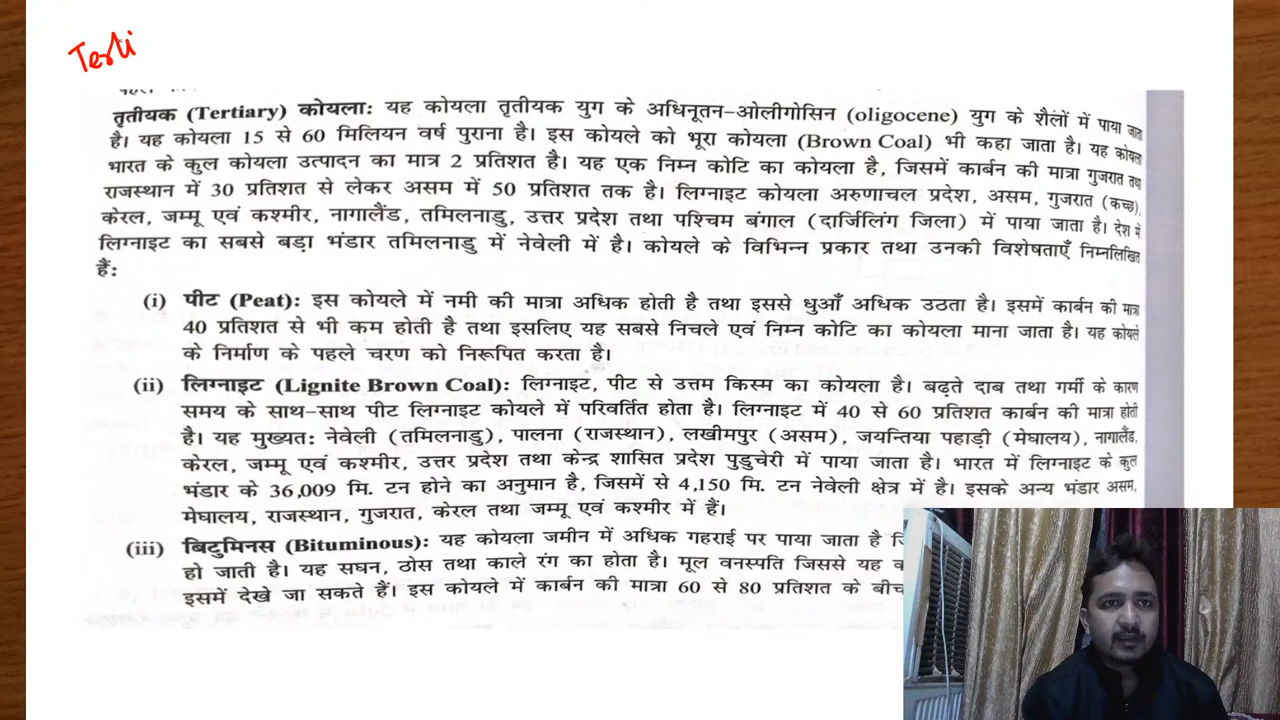 Terti
तृतीयक (Tertiary) कोयला: यह कोयला तृतीयक युग के अधिनूतन-ओलीगोसिन (oligocene) युग के शैलों में पाया जाता
है। यह कोयला 15 से 60 मिलियन वर्ष पुराना है। इस कोयले को भूरा कोयला (Brown Coal) भी कहा जाता है। यह कोयला
भारत के कुल कोयला उत्पादन का मात्र 2 प्रतिशत है। यह एक निम्न कोटि का कोयला है, जिसमें कार्बन की मात्रा गुजरात तथा
राजस्थान में 30 प्रतिशत से लेकर असम में 50 प्रतिशत तक है। लिग्नाइट कोयला अरुणाचल प्रदेश, असम, गुजरात (कच्छ),
केरल, जम्मू एवं कश्मीर, नागालैंड, तमिलनाडु, उत्तर प्रदेश तथा पश्चिम बंगाल (दार्जिलिंग जिला) में पाया जाता है। देश में
लिग्नाइट का सबसे बड़ा भंडार तमिलनाडु में नेवेली में है। कोयले के विभिन्न प्रकार तथा उनकी विशेषताएँ निम्नलिखित
हैं:
(i) पीट (Peat): इस कोयले में नमी की मात्रा अधिक होती है तथा इससे धुआँ अधिक उठता है। इसमें कार्बन की मात्रा
40 प्रतिशत से भी कम होती है तथा इसलिए यह सबसे निचले एवं निम्न कोटि का कोयला माना जाता है। यह कोयले
के निर्माण के पहले चरण को निरूपित करता है।
(ii) लिग्नाइट (Lignite Brown Coal): लिग्नाइट, पीट से उत्तम किस्म का कोयला है। बढ़ते दाब तथा गर्मी के कारण
समय के साथ-साथ पीट लिग्नाइट कोयले में परिवर्तित होता है। लिग्नाइट में 40 से 60 प्रतिशत कार्बन की मात्रा होती
है। यह मुख्यत: नेवेली (तमिलनाडु), पालना (राजस्थान), लखीमपुर (असम), जयन्तिया पहाड़ी (मेघालय), नागालैंड,
केरल, जम्मू एवं कश्मीर, उत्तर प्रदेश तथा केन्द्र शासित प्रदेश पुडुचेरी में पाया जाता है। भारत में लिग्नाइट के कुल
भंडार के 36,009 मि. टन होने का अनुमान है, जिसमें से 4,150 मि. टन नेवेली क्षेत्र में है। इसके अन्य भंडार असम,
मेघालय, राजस्थान, गुजरात, केरल तथा जम्मू एवं कश्मीर में हैं।
(iii) बिटुमिनस (Bituminous): यह कोयला जमीन में अधिक गहराई पर पाया जाता है
हो जाती है। यह सघन, ठोस तथा काले रंग का होता है। मूल वनस्पति जिससे यह
इसमें देखे जा सकते हैं। इस कोयले में कार्बन की मात्रा 60 से 80 प्रतिशत के बीच